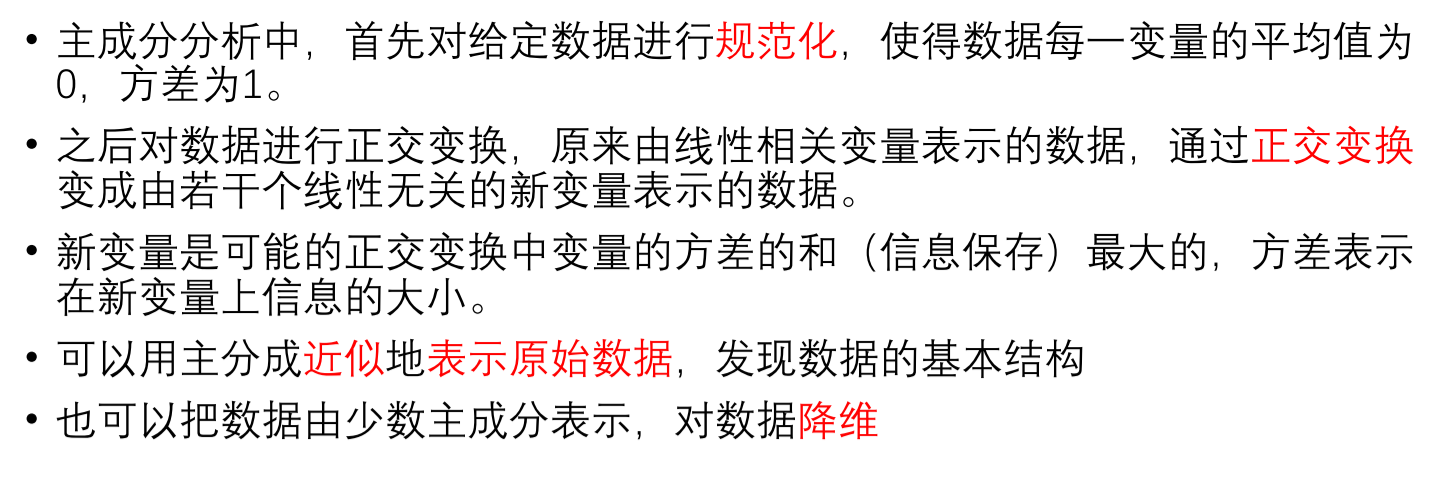 • 主成分分析中，首先对给定数据进行规范化，使得数据每一变量的平均值为
0，方差为1。
• 之后对数据进行正交变换，原来由线性相关变量表示的数据，通过正交变换
变成由若干个线性无关的新变量表示的数据。
• 新变量是可能的正交变换中变量的方差的和（信息保存）最大的，方差表示
在新变量上信息的大小。
• 可以用主分成近似地表示原始数据，发现数据的基本结构
• 也可以把数据由少数主成分表示，对数据降维